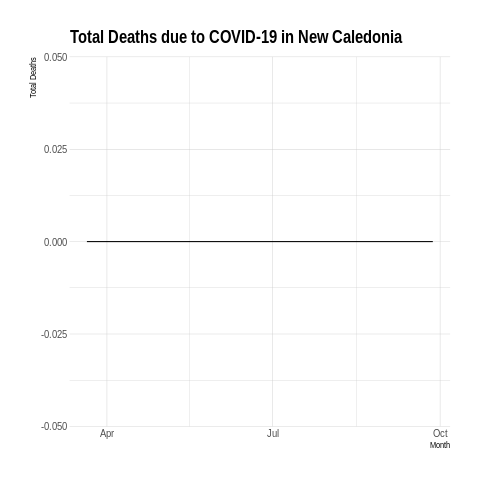 Total Deaths due to COVID-19 in New Caledonia
Total Deaths
0.050
0.025
0.000
-0.025
-0.050
Apr
Jul
Oct
Month